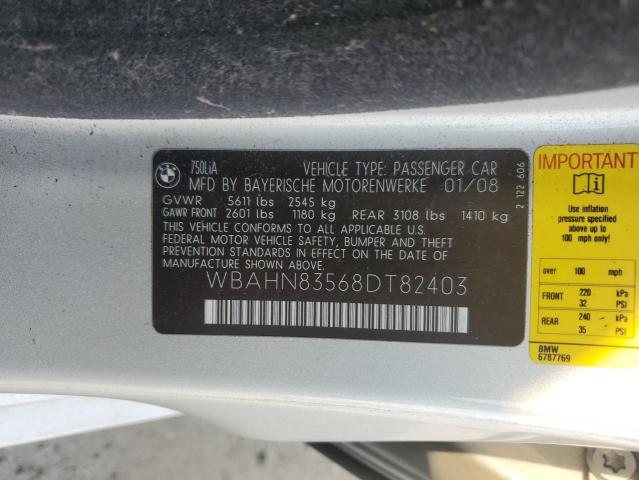 BMW
750LiA VEHICLE TYPE: PASSENGER CAR
MFD BY BAYERISCHE MOTORENWERKE 01/08
GVWR 5611 lbs 2545 kg
GAWR FRONT 2601 lbs 1180 kg REAR 3108 lbs 1410 kg
THIS VEHICLE CONFORMS TO ALL APPLICABLE U.S.
FEDERAL MOTOR VEHICLE SAFETY, BUMPER AND THEFT
PREVENTION STANDARDS IN EFFECT ON THE DATE OF
MANUFACTURE SHOWN ABOVE.
WBAHN83568DT82403
2 122 606
IMPORTANT
Use inflation
pressure specified
for driving up to
100 mph only!
over 100 mph
FRONT 220 kPa
32 PSI
REAR 240 kPa
35 PSI
BMW
6787769